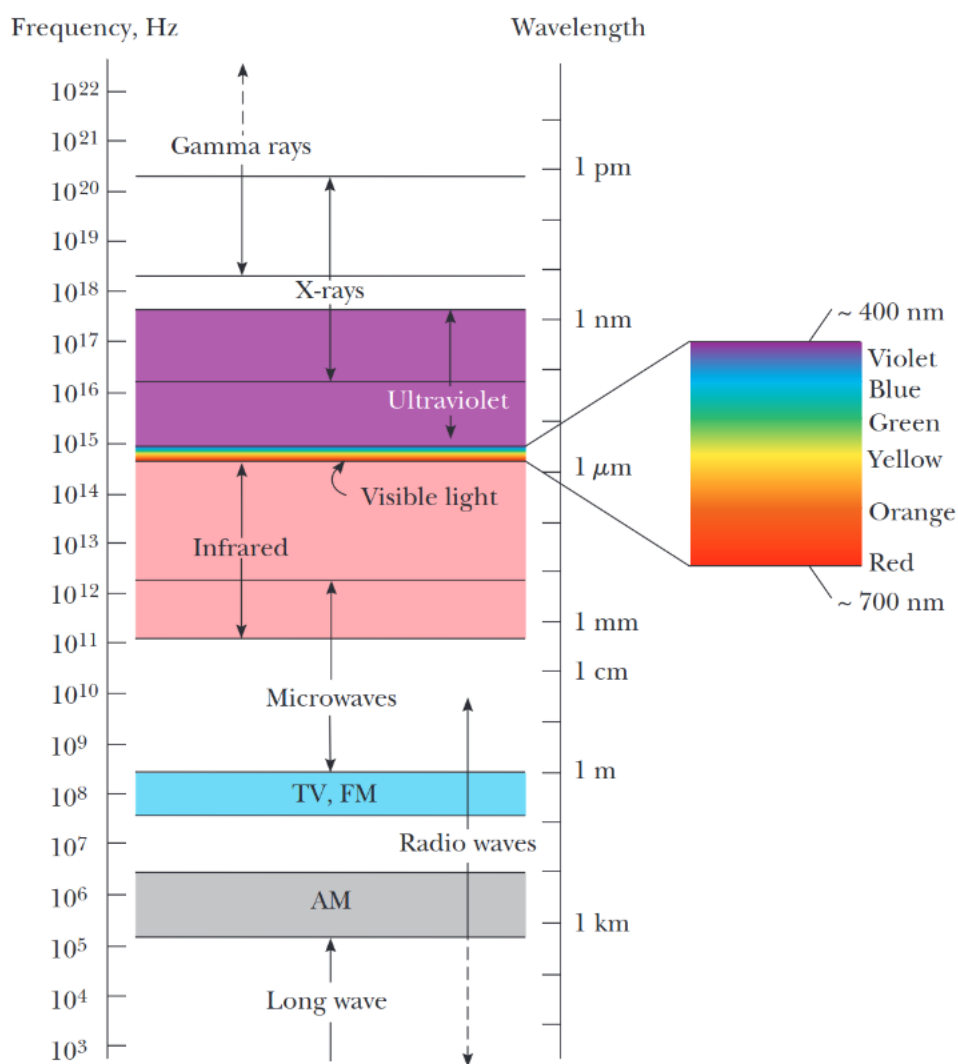 Frequency, Hz
Wavelength
10²²
10²¹
Gamma rays
1 pm
10²⁰
10¹⁹
10¹⁸
X-rays
1 nm
~ 400 nm
10¹⁷
Violet
10¹⁶
Ultraviolet
Blue
Green
10¹⁵
Yellow
1 μm
10¹⁴
Visible light
Orange
10¹³
Infrared
Red
10¹²
~ 700 nm
1 mm
10¹¹
1 cm
10¹⁰
Microwaves
10⁹
1 m
10⁸
TV, FM
10⁷
Radio waves
10⁶
AM
1 km
10⁵
10⁴
Long wave
10³